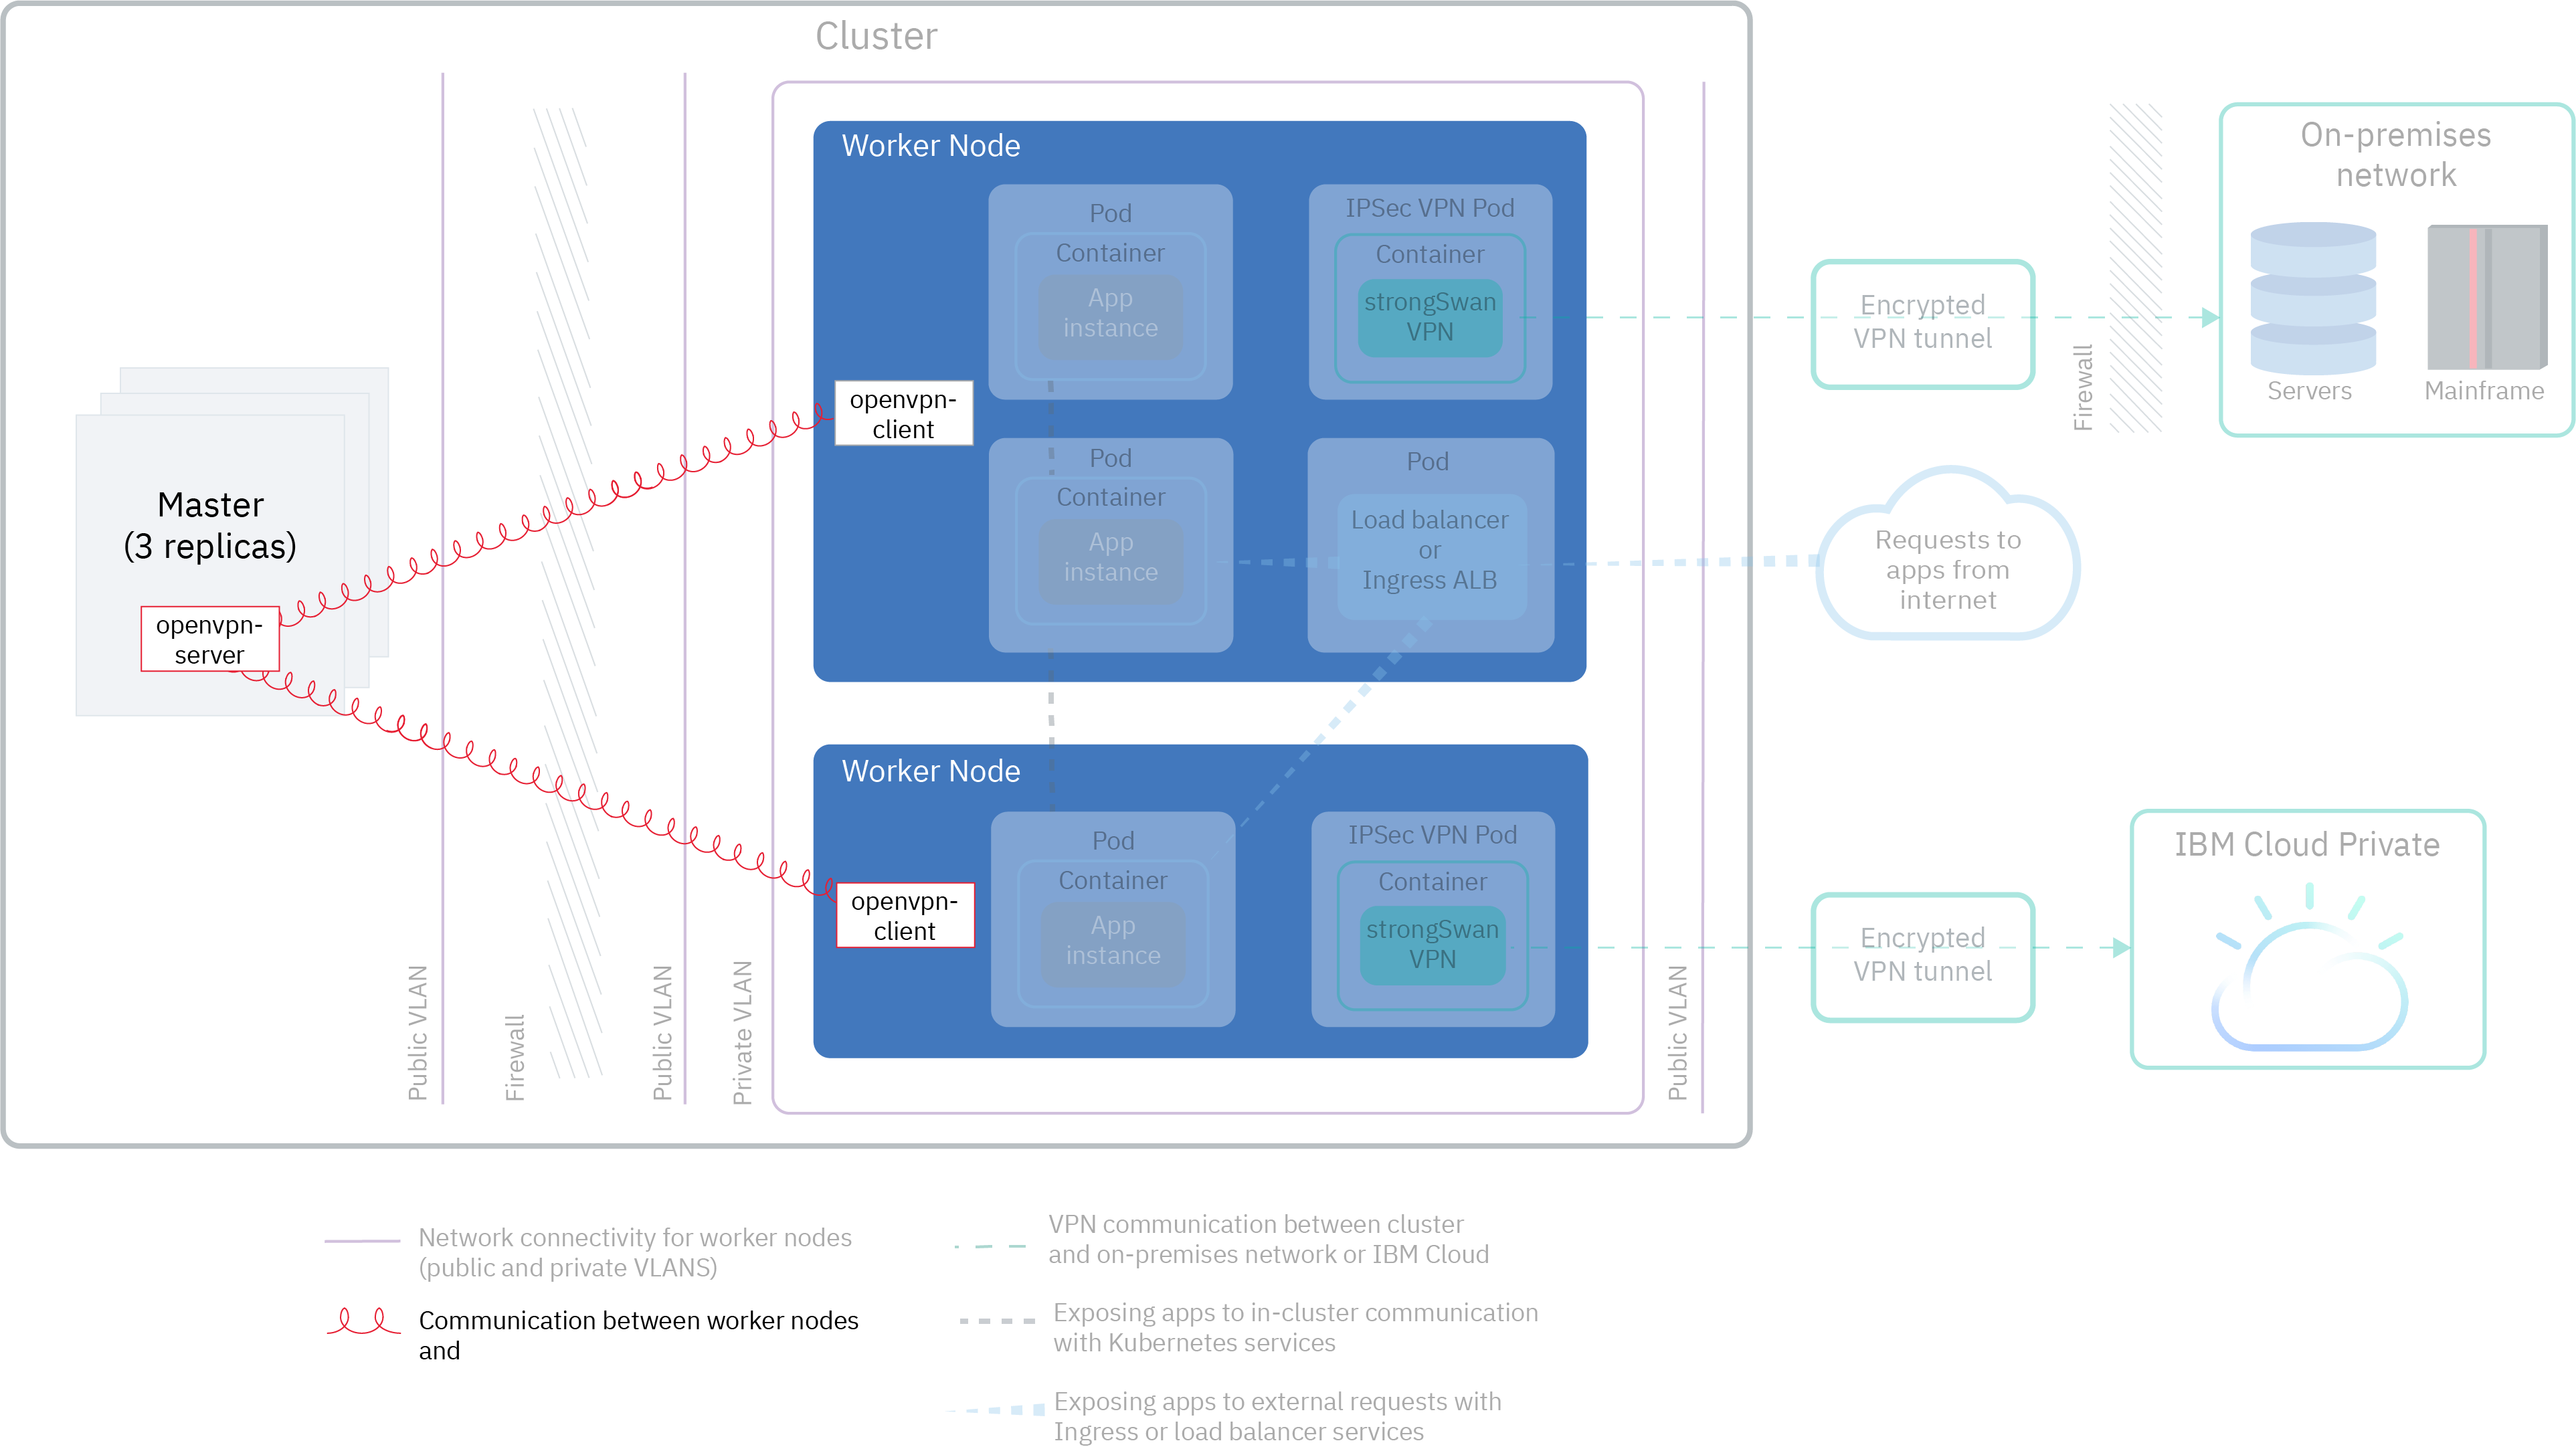 Cluster
Master
(3 replicas)
openvpn-
server
Public VLAN
Firewall
Public VLAN
Private VLAN
Worker Node
openvpn-
client
Pod
Container
App
instance
IPSec VPN Pod
Container
strongSwan
VPN
Pod
Container
App
instance
Pod
Load balancer
or
Ingress ALB
Worker Node
openvpn-
client
Pod
Container
App
instance
IPSec VPN Pod
Container
strongSwan
VPN
Public VLAN
Encrypted
VPN tunnel
Firewall
On-premises
network
Servers
Mainframe
Requests to
apps from
internet
Encrypted
VPN tunnel
IBM Cloud Private
Network connectivity for worker nodes
(public and private VLANS)
Communication between worker nodes
and
VPN communication between cluster
and on-premises network or IBM Cloud
Exposing apps to in-cluster communication
with Kubernetes services
Exposing apps to external requests with
Ingress or load balancer services